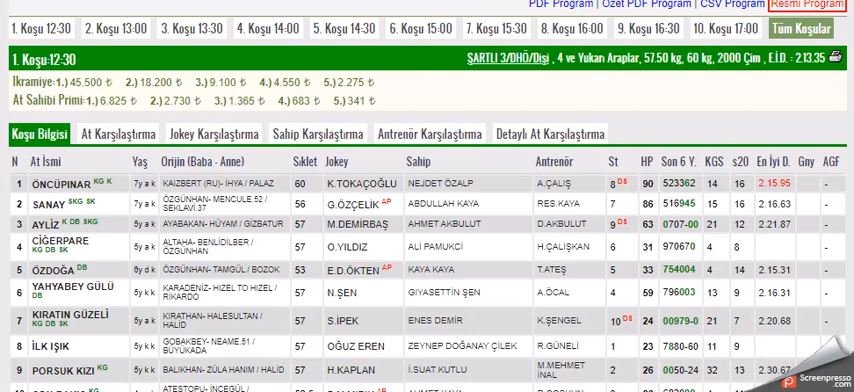 PDF Program | Özet PDF Program | CSV Program | Resmi Program
1. Koşu 12:30 2. Koşu 13:00 3. Koşu 13:30 4. Koşu 14:00 5. Koşu 14:30 6. Koşu 15:00 7. Koşu 15:30 8. Koşu 16:00 9. Koşu 16:30 10. Koşu 17:00 Tüm Koşular
1. Koşu:12:30 ŞARTLI 3/DHÖ/Dişi , 4 ve Yukarı Araplar, 57.50 kg, 60 kg, 2000 Çim , E.İ.D. : 2.13.35
İkramiye: 1.) 45.500 ₺ 2.) 18.200 ₺ 3.) 9.100 ₺ 4.) 4.550 ₺ 5.) 2.275 ₺
At Sahibi Primi: 1.) 6.825 ₺ 2.) 2.730 ₺ 3.) 1.365 ₺ 4.) 683 ₺ 5.) 341 ₺
Koşu Bilgisi At Karşılaştırma Jokey Karşılaştırma Sahip Karşılaştırma Antrenör Karşılaştırma Detaylı At Karşılaştırma
N At İsmi Yaş Orijin (Baba - Anne) Sıklet Jokey Sahip Antrenör St HP Son 6 Y. KGS s20 En İyi D. Gny AGF
1 ÖNCÜPINAR KG K 7y a k KAIZBERT (RU)- İHYA / PALAZ 60 K.TOKAÇOĞLU NEJDET ÖZALP A.ÇALIŞ 8 DS 90 523362 14 16 2.15.95 -
2 SANAY SKG SK 7y a k ÖZGÜNHAN- MENCULE.52 / SEKLAVİ.37 56 G.ÖZÇELİK AP ABDULLAH KAYA RES.KAYA 7 86 516945 15 16 2.16.63 -
3 AYLİZ K DB SKG 5y a k AYABAKAN- HÜYAM / GİZBATUR 57 M.DEMİRBAŞ AHMET AKBULUT D.AKBULUT 9 DS 63 0707-00 21 12 2.21.87 -
4 CİĞERPARE KG DB SK 5y a k ALTAHA- BENLİDİLBER / ÖZGÜNHAN 57 O.YILDIZ ALİ PAMUKCİ H.ÇALIŞKAN 6 31 970670 4 8 -
5 ÖZDOĞA DB 6y d k ÖZGÜNHAN- TAMGÜL / BOZOK 53 E.D.ÖKTEN AP KAYA KAYA T.ATEŞ 5 33 754004 4 14 2.15.31 -
6 YAHYABEY GÜLÜ DB 5y k k KARADENİZ- HIZEL TO HIZEL / RIKARDO 57 N.ŞEN GIYASETTİN ŞEN A.ÖCAL 4 59 796003 13 9 2.16.31 -
7 KIRATIN GÜZELİ KG DB SK 5y a k KIRATHAN- HALESULTAN / HALİD 57 S.İPEK ENES DEMİR K.ŞENGEL 10 DS 24 00979-0 21 7 2.20.68 -
8 İLK IŞIK 5y k k GOBAKBEY- NEAME.51 / BÜYÜKADA 57 OĞUZ EREN ZEYNEP DOĞANAY ÇİLEK R.GÜNELİ 1 23 7880-60 11 9 -
9 PORSUK KIZI KG 5y k k BALIKHAN- ZÜLA HANIM / HALİD 57 H.KAPLAN İ.SUAT KUTLU M.MEHMET İNAL 2 26 0050-24 32 13 2.30.67
Screenpresso
.com